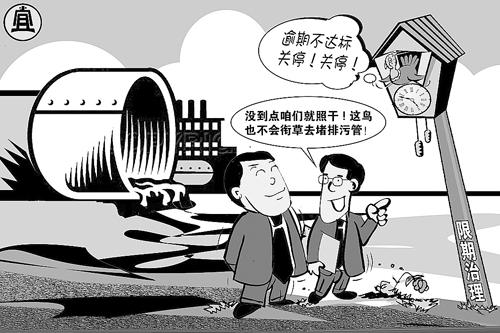 逾期不达标
关停！关停！
没到点咱们就照干！这鸟
也不会衔草去堵排污管！
限期治理